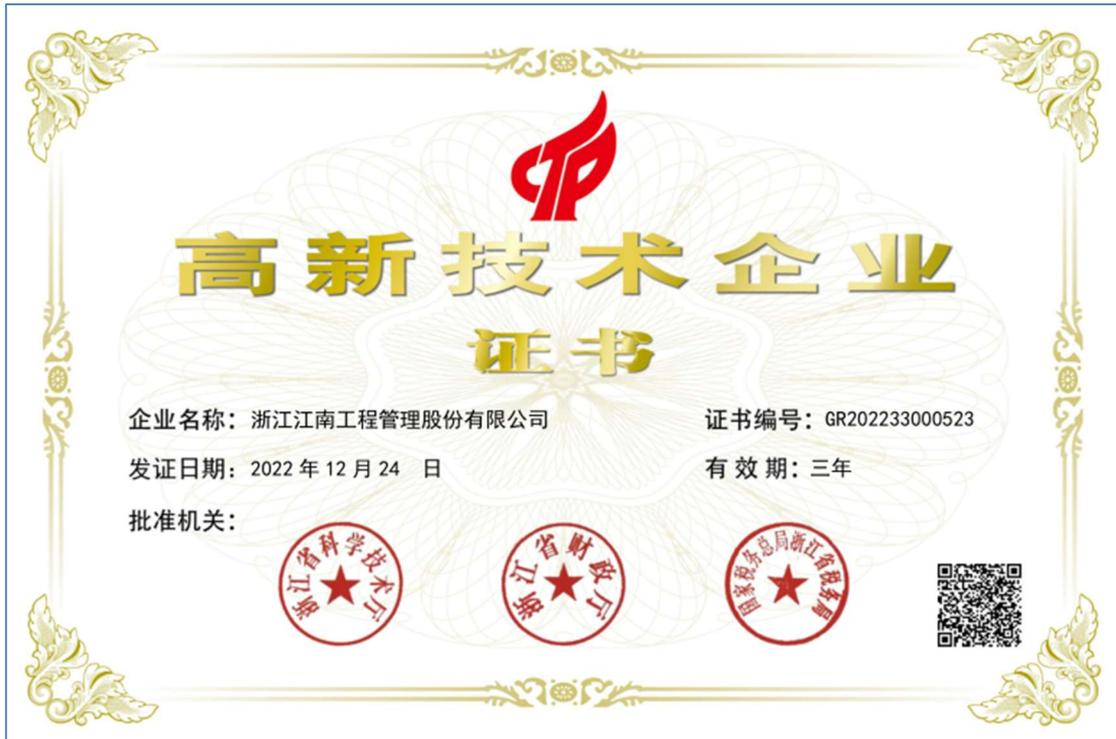 高新技术企业
证书
企业名称：浙江江南工程管理股份有限公司
证书编号：GR202233000523
发证日期：2022 年 12 月 24 日
有 效 期：三年
批准机关：
浙江省科学技术厅
浙江省财政厅
国家税务总局浙江省税务局